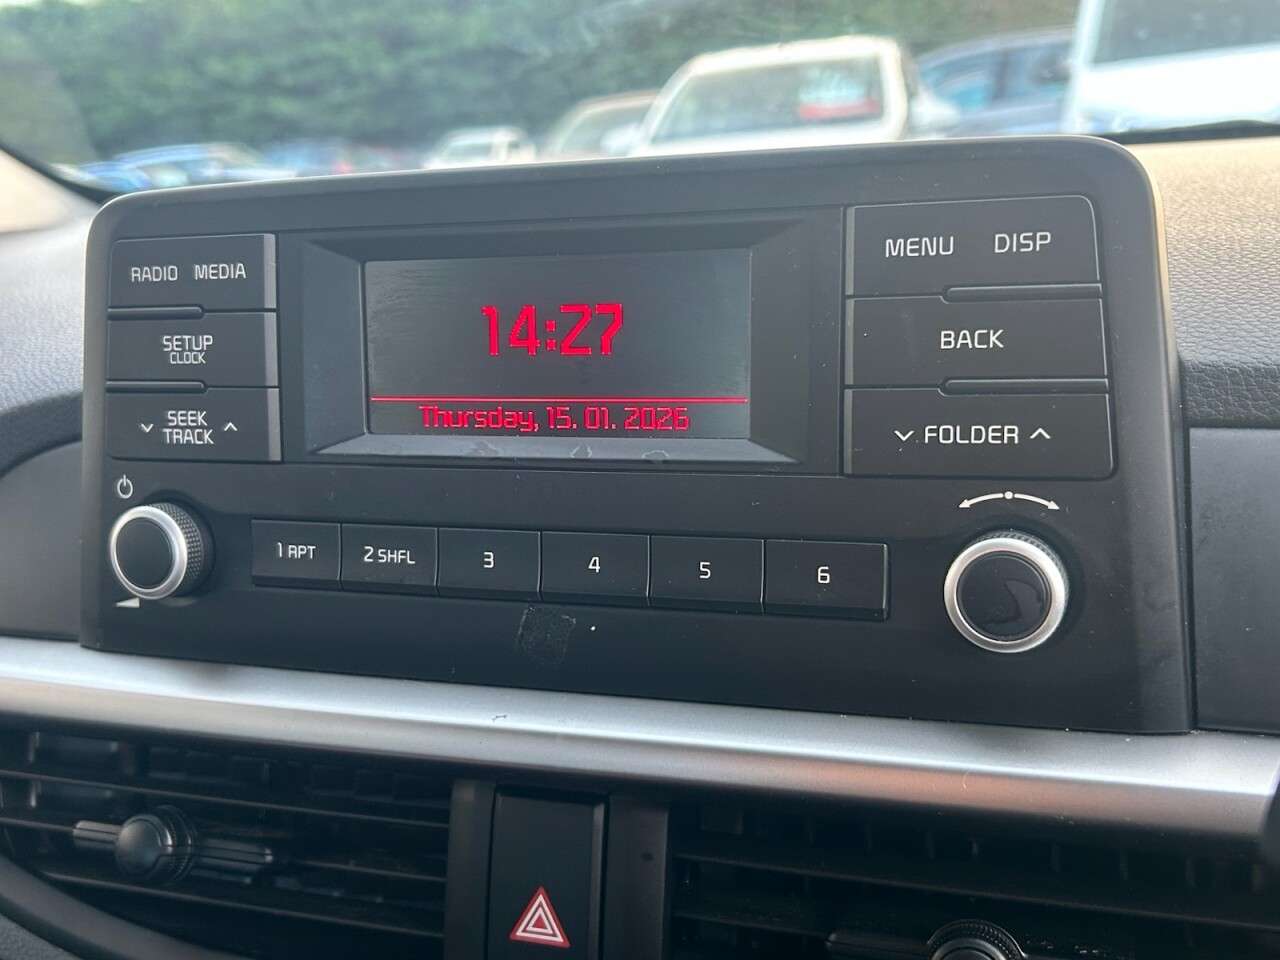 RADIO MEDIA
SETUP
CLOCK
SEEK
TRACK
14:27
Thursday, 15. 01. 2026
MENU DISP
BACK
FOLDER
1 RPT 2 SHFL 3 4 5 6